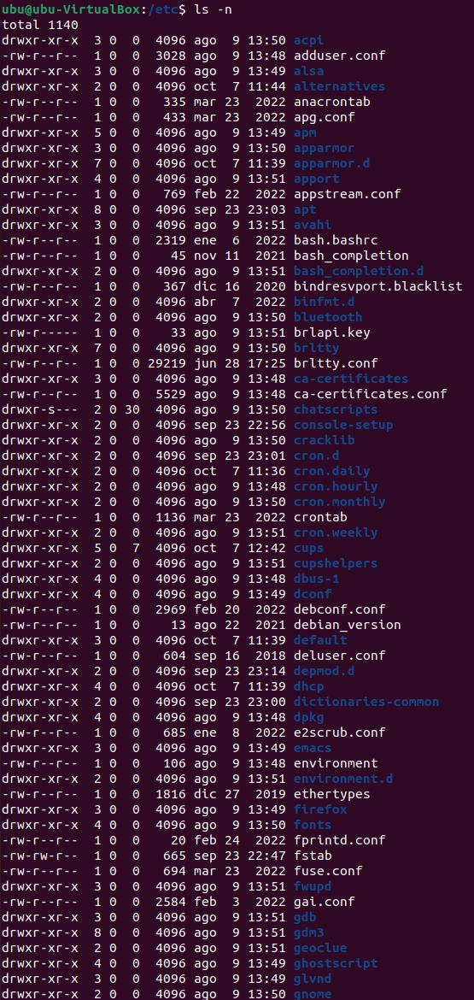 ubu@ubu-VirtualBox:/etc$ ls -n
total 1140
drwxr-xr-x  3 0  0  4096 ago  9 13:50 acpi
-rw-r--r--  1 0  0  3028 ago  9 13:48 adduser.conf
drwxr-xr-x  3 0  0  4096 ago  9 13:49 alsa
drwxr-xr-x  2 0  0  4096 oct  7 11:44 alternatives
-rw-r--r--  1 0  0   335 mar 23  2022 anacrontab
-rw-r--r--  1 0  0   433 mar 23  2022 apg.conf
drwxr-xr-x  5 0  0  4096 ago  9 13:49 apm
drwxr-xr-x  3 0  0  4096 ago  9 13:50 apparmor
drwxr-xr-x  7 0  0  4096 oct  7 11:39 apparmor.d
drwxr-xr-x  4 0  0  4096 ago  9 13:51 apport
-rw-r--r--  1 0  0   769 feb 22  2022 appstream.conf
drwxr-xr-x  8 0  0  4096 sep 23 23:03 apt
drwxr-xr-x  3 0  0  4096 ago  9 13:51 avahi
-rw-r--r--  1 0  0  2319 ene  6  2022 bash.bashrc
-rw-r--r--  1 0  0    45 nov 11  2021 bash_completion
drwxr-xr-x  2 0  0  4096 ago  9 13:51 bash_completion.d
-rw-r--r--  1 0  0   367 dic 16  2020 bindresvport.blacklist
drwxr-xr-x  2 0  0  4096 abr  7  2022 binfmt.d
drwxr-xr-x  2 0  0  4096 ago  9 13:50 bluetooth
-rw-r-----  1 0  0    33 ago  9 13:51 brlapi.key
drwxr-xr-x  7 0  0  4096 ago  9 13:50 brltty
-rw-r--r--  1 0  0 29219 jun 28 17:25 brltty.conf
drwxr-xr-x  3 0  0  4096 ago  9 13:48 ca-certificates
-rw-r--r--  1 0  0  5529 ago  9 13:48 ca-certificates.conf
drwxr-s---  2 0 30  4096 ago  9 13:50 chatscripts
drwxr-xr-x  2 0  0  4096 sep 23 22:56 console-setup
drwxr-xr-x  2 0  0  4096 ago  9 13:50 cracklib
drwxr-xr-x  2 0  0  4096 sep 23 23:01 cron.d
drwxr-xr-x  2 0  0  4096 oct  7 11:36 cron.daily
drwxr-xr-x  2 0  0  4096 ago  9 13:48 cron.hourly
drwxr-xr-x  2 0  0  4096 ago  9 13:50 cron.monthly
-rw-r--r--  1 0  0  1136 mar 23  2022 crontab
drwxr-xr-x  2 0  0  4096 ago  9 13:51 cron.weekly
drwxr-xr-x  5 0  7  4096 oct  7 12:42 cups
drwxr-xr-x  2 0  0  4096 ago  9 13:51 cupshelpers
drwxr-xr-x  4 0  0  4096 ago  9 13:48 dbus-1
drwxr-xr-x  4 0  0  4096 ago  9 13:49 dconf
-rw-r--r--  1 0  0  2969 feb 20  2022 debconf.conf
-rw-r--r--  1 0  0    13 ago 22  2021 debian_version
drwxr-xr-x  3 0  0  4096 oct  7 11:39 default
-rw-r--r--  1 0  0   604 sep 16  2018 deluser.conf
drwxr-xr-x  2 0  0  4096 sep 23 23:14 depmod.d
drwxr-xr-x  4 0  0  4096 oct  7 11:39 dhcp
drwxr-xr-x  2 0  0  4096 sep 23 23:00 dictionaries-common
drwxr-xr-x  4 0  0  4096 ago  9 13:48 dpkg
-rw-r--r--  1 0  0   685 ene  8  2022 e2scrub.conf
drwxr-xr-x  3 0  0  4096 ago  9 13:49 emacs
-rw-r--r--  1 0  0   106 ago  9 13:48 environment
drwxr-xr-x  2 0  0  4096 ago  9 13:51 environment.d
-rw-r--r--  1 0  0  1816 dic 27  2019 ethertypes
drwxr-xr-x  3 0  0  4096 ago  9 13:49 firefox
drwxr-xr-x  4 0  0  4096 ago  9 13:50 fonts
-rw-r--r--  1 0  0    20 feb 24  2022 fprintd.conf
-rw-rw-r--  1 0  0   665 sep 23 22:47 fstab
-rw-r--r--  1 0  0   694 mar 23  2022 fuse.conf
drwxr-xr-x  3 0  0  4096 ago  9 13:51 fwupd
-rw-r--r--  1 0  0  2584 feb  3  2022 gai.conf
drwxr-xr-x  3 0  0  4096 ago  9 13:51 gdb
drwxr-xr-x  8 0  0  4096 ago  9 13:51 gdm3
drwxr-xr-x  2 0  0  4096 ago  9 13:51 geoclue
drwxr-xr-x  4 0  0  4096 ago  9 13:49 ghostscript
drwxr-xr-x  3 0  0  4096 ago  9 13:49 glvnd
drwxr-xr-x  2 0  0  4096 ago  9 13:50 gnome